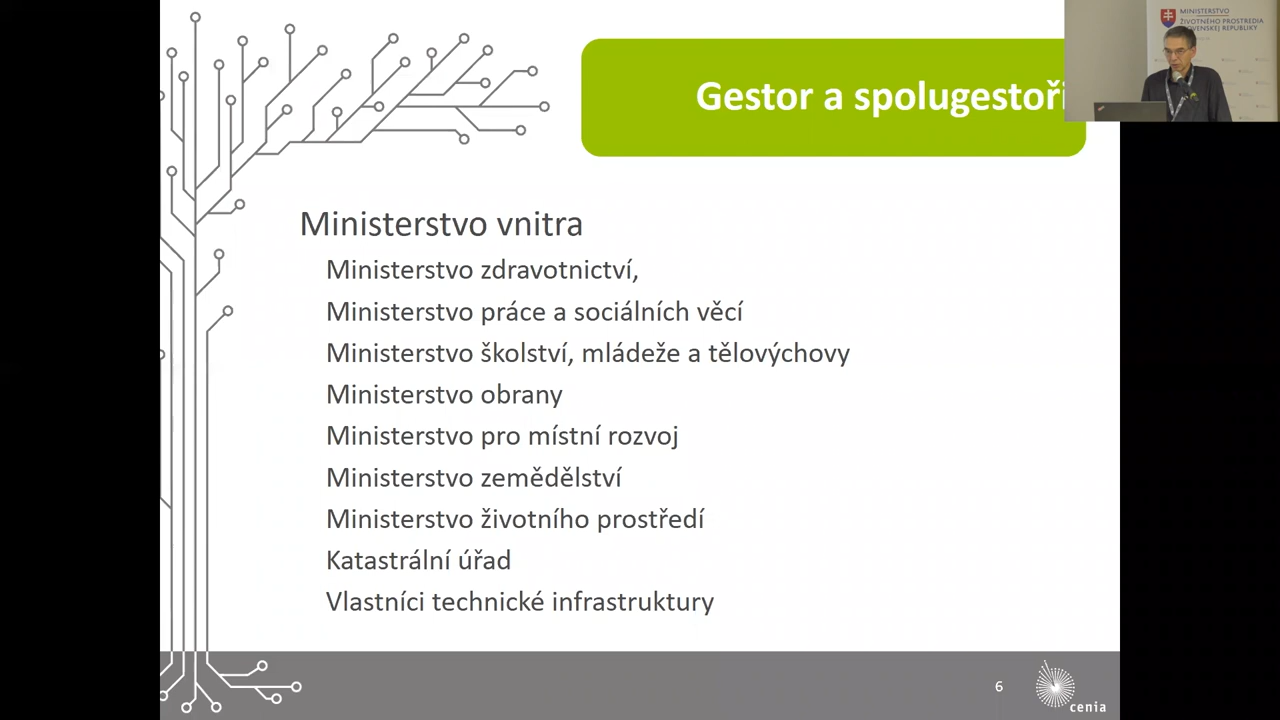 Gestor a spolugestoři
MINISTERSTVO
ŽIVOTNÉHO PROSTREDIA
SLOVENSKEJ REPUBLIKY
Ministerstvo vnitra
Ministerstvo zdravotnictví,
Ministerstvo práce a sociálních věcí
Ministerstvo školství, mládeže a tělovýchovy
Ministerstvo obrany
Ministerstvo pro místní rozvoj
Ministerstvo zemědělství
Ministerstvo životního prostředí
Katastrální úřad
Vlastníci technické infrastruktury
6
cenia